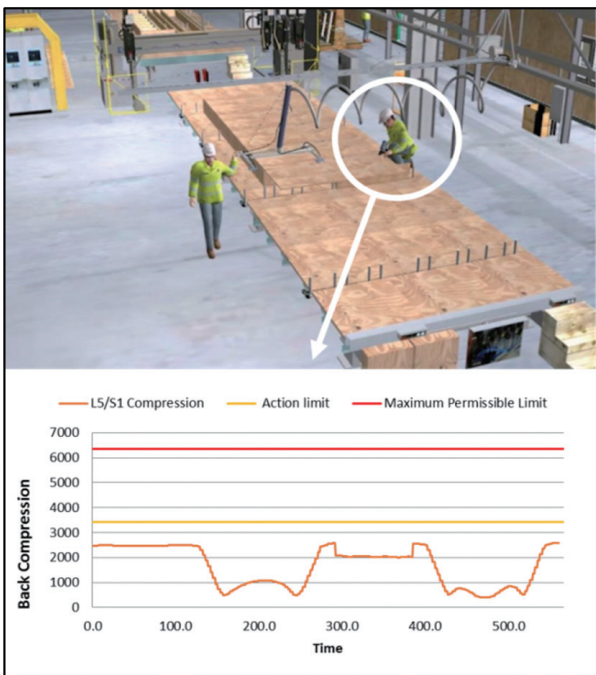 L5/S1 Compression Action limit Maximum Permissible Limit
7000
6000
5000
4000
3000
2000
1000
0
Back Compression
0.0 100.0 200.0 300.0 400.0 500.0
Time